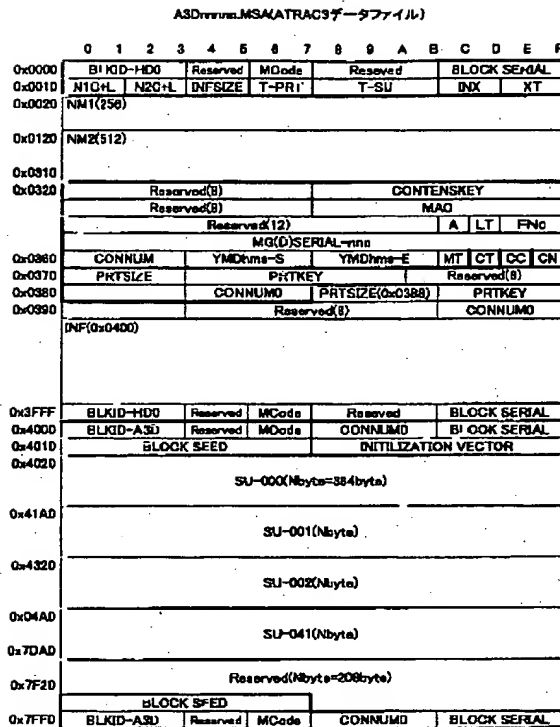 A3Dnnnnn.MSA(ATRAC3データファイル)
0 1 2 3 4 5 6 7 8 9 A B C D E F
0x0000 BLKID-HD0 Reserved MCode Reseved BLOCK SERIAL
0x0010 N1C+L N2C+L INFSIZE T-PRT T-SU INX XT
0x0020 NM1(256)
0x0120 NM2(512)
0x0310
0x0320 Reserved(8) CONTENSKEY
Reserved(8) MAC
Reserved(12) A LT FNo
MG(D)SERIAL-nnn
0x0360 CONNUM YMDhms-S YMDhms-E MT CT CC CN
0x0370 PRTSIZE PRTKEY Reserved(8)
0x0380 CONNUM0 PRTSIZE(0x0388) PRTKEY
0x0390 Reserved(8) CONNUM0
INF(0x0400)
0x3FFF BLKID-HD0 Reserved MCode Reseved BLOCK SERIAL
0x4000 BLKID-A3D Reserved MCode CONNUM0 BLOCK SERIAL
0x4010 BLOCK SEED INITILIZATION VECTOR
0x4020
SU-000(Nbyte=384byte)
0x41A0
SU-001(Nbyte)
0x4320
SU-002(Nbyte)
0x04A0
SU-041(Nbyte)
0x7DA0
0x7F20 Reserved(Nbyte=208byte)
BLOCK SEED
0x7FF0 BLKID-A3D Reserved MCode CONNUM0 BLOCK SERIAL